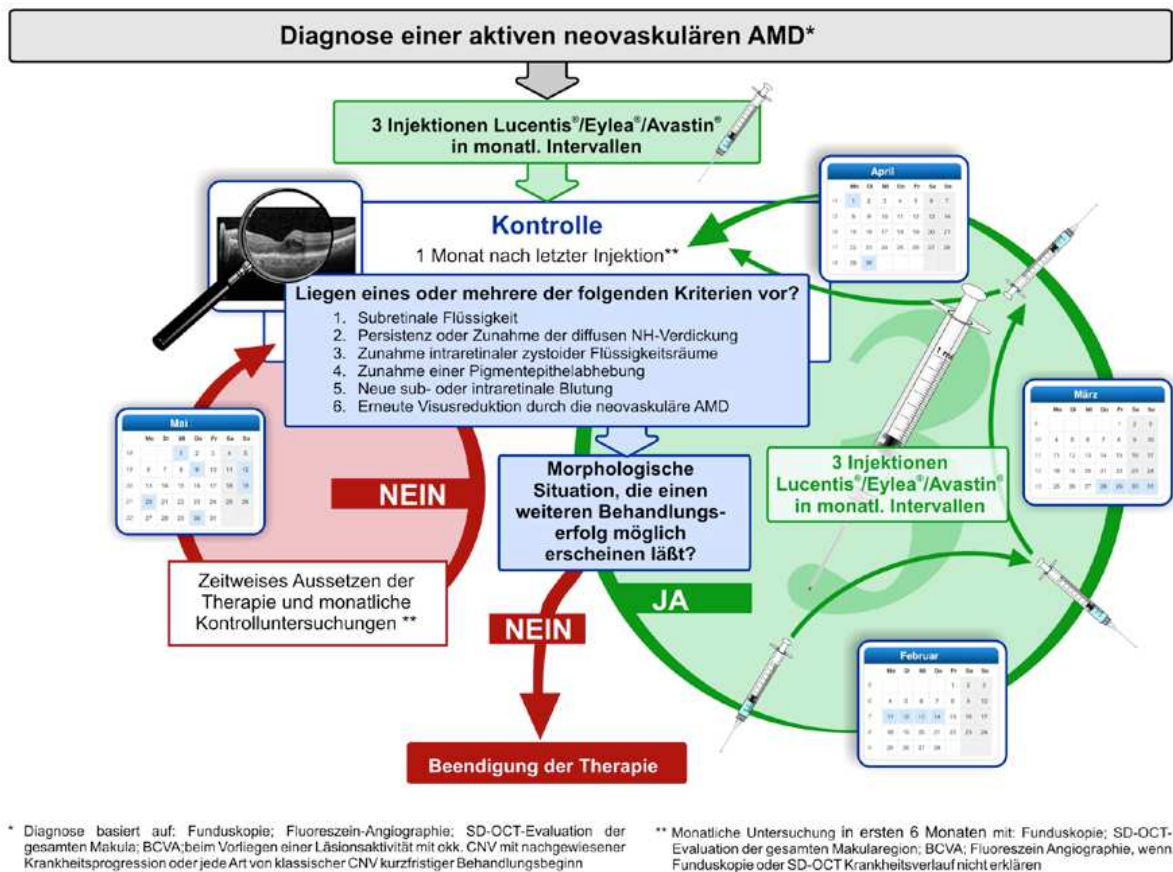 Diagnose einer aktiven neovaskulären AMD*
3 Injektionen Lucentis®/Eylea®/Avastin®
in monatl. Intervallen
Kontrolle
1 Monat nach letzter Injektion**
Liegen eines oder mehrere der folgenden Kriterien vor?
1. Subretinale Flüssigkeit
2. Persistenz oder Zunahme der diffusen NH-Verdickung
3. Zunahme intraretinaler zystoider Flüssigkeitsräume
4. Zunahme einer Pigmentepithelabhebung
5. Neue sub- oder intraretinale Blutung
6. Erneute Visusreduktion durch die neovaskuläre AMD
April
Mai
März
1 ml
3
NEIN
Morphologische
Situation, die einen
weiteren Behandlungs-
erfolg möglich
erscheinen läßt?
3 Injektionen
Lucentis®/Eylea®/Avastin®
in monatl. Intervallen
Zeitweises Aussetzen der
Therapie und monatliche
Kontrolluntersuchungen **
NEIN
JA
Februar
Beendigung der Therapie
* Diagnose basiert auf: Funduskopie; Fluoreszein-Angiographie; SD-OCT-Evaluation der
gesamten Makula; BCVA;beim Vorliegen einer Läsionsaktivität mit okk. CNV mit nachgewiesener
Krankheitsprogression oder jede Art von klassischer CNV kurzfristiger Behandlungsbeginn
** Monatliche Untersuchung in ersten 6 Monaten mit: Funduskopie; SD-OCT-
Evaluation der gesamten Makularegion; BCVA; Fluoreszein Angiographie, wenn
Funduskopie oder SD-OCT Krankheitsverlauf nicht erklären